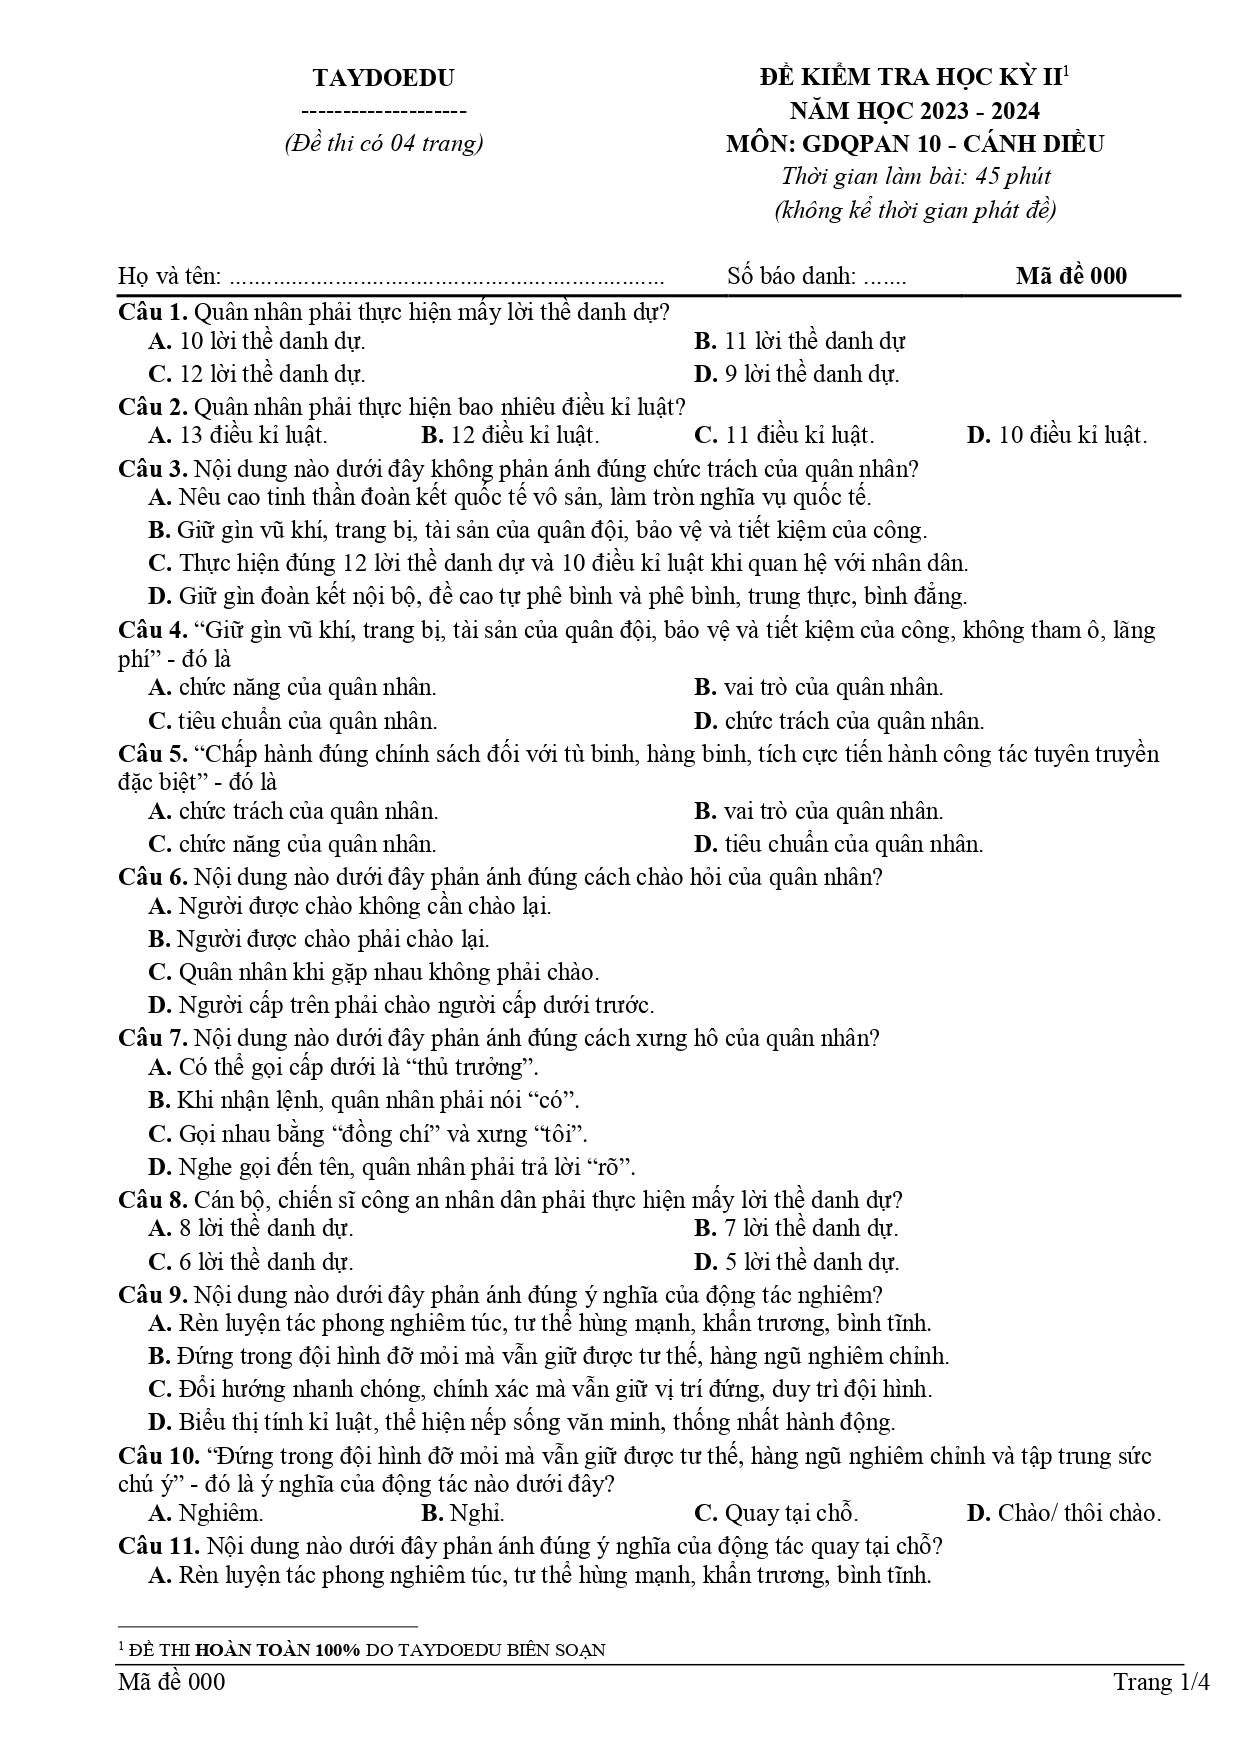 TAYDOEDU
--------------------
(Đề thi có 04 trang)
ĐỀ KIỂM TRA HỌC KỲ II1
NĂM HỌC 2023 - 2024
MÔN: GDQPAN 10 - CÁNH DIỀU
Thời gian làm bài: 45 phút
(không kể thời gian phát đề)
Họ và tên: ...................................................................... Số báo danh: ....... Mã đề 000
Câu 1. Quân nhân phải thực hiện mấy lời thề danh dự?
A. 10 lời thề danh dự. B. 11 lời thề danh dự
C. 12 lời thề danh dự. D. 9 lời thề danh dự.
Câu 2. Quân nhân phải thực hiện bao nhiêu điều kỉ luật?
A. 13 điều kỉ luật. B. 12 điều kỉ luật. C. 11 điều kỉ luật. D. 10 điều kỉ luật.
Câu 3. Nội dung nào dưới đây không phản ánh đúng chức trách của quân nhân?
A. Nêu cao tinh thần đoàn kết quốc tế vô sản, làm tròn nghĩa vụ quốc tế.
B. Giữ gìn vũ khí, trang bị, tài sản của quân đội, bảo vệ và tiết kiệm của công.
C. Thực hiện đúng 12 lời thề danh dự và 10 điều kỉ luật khi quan hệ với nhân dân.
D. Giữ gìn đoàn kết nội bộ, đề cao tự phê bình và phê bình, trung thực, bình đẳng.
Câu 4. “Giữ gìn vũ khí, trang bị, tài sản của quân đội, bảo vệ và tiết kiệm của công, không tham ô, lãng
phí” - đó là
A. chức năng của quân nhân. B. vai trò của quân nhân.
C. tiêu chuẩn của quân nhân. D. chức trách của quân nhân.
Câu 5. “Chấp hành đúng chính sách đối với tù binh, hàng binh, tích cực tiến hành công tác tuyên truyền
đặc biệt” - đó là
A. chức trách của quân nhân. B. vai trò của quân nhân.
C. chức năng của quân nhân. D. tiêu chuẩn của quân nhân.
Câu 6. Nội dung nào dưới đây phản ánh đúng cách chào hỏi của quân nhân?
A. Người được chào không cần chào lại.
B. Người được chào phải chào lại.
C. Quân nhân khi gặp nhau không phải chào.
D. Người cấp trên phải chào người cấp dưới trước.
Câu 7. Nội dung nào dưới đây phản ánh đúng cách xưng hô của quân nhân?
A. Có thể gọi cấp dưới là “thủ trưởng”.
B. Khi nhận lệnh, quân nhân phải nói “có”.
C. Gọi nhau bằng “đồng chí” và xưng “tôi”.
D. Nghe gọi đến tên, quân nhân phải trả lời “rõ”.
Câu 8. Cán bộ, chiến sĩ công an nhân dân phải thực hiện mấy lời thề danh dự?
A. 8 lời thề danh dự. B. 7 lời thề danh dự.
C. 6 lời thề danh dự. D. 5 lời thề danh dự.
Câu 9. Nội dung nào dưới đây phản ánh đúng ý nghĩa của động tác nghiêm?
A. Rèn luyện tác phong nghiêm túc, tư thế hùng mạnh, khẩn trương, bình tĩnh.
B. Đứng trong đội hình đỡ mỏi mà vẫn giữ được tư thế, hàng ngũ nghiêm chỉnh.
C. Đổi hướng nhanh chóng, chính xác mà vẫn giữ vị trí đứng, duy trì đội hình.
D. Biểu thị tính kỉ luật, thể hiện nếp sống văn minh, thống nhất hành động.
Câu 10. “Đứng trong đội hình đỡ mỏi mà vẫn giữ được tư thế, hàng ngũ nghiêm chỉnh và tập trung sức
chú ý” - đó là ý nghĩa của động tác nào dưới đây?
A. Nghiêm. B. Nghỉ. C. Quay tại chỗ. D. Chào/ thôi chào.
Câu 11. Nội dung nào dưới đây phản ánh đúng ý nghĩa của động tác quay tại chỗ?
A. Rèn luyện tác phong nghiêm túc, tư thế hùng mạnh, khẩn trương, bình tĩnh.
1 ĐỀ THI HOÀN TOÀN 100% DO TAYDOEDU BIÊN SOẠN
Mã đề 000 Trang 1/4